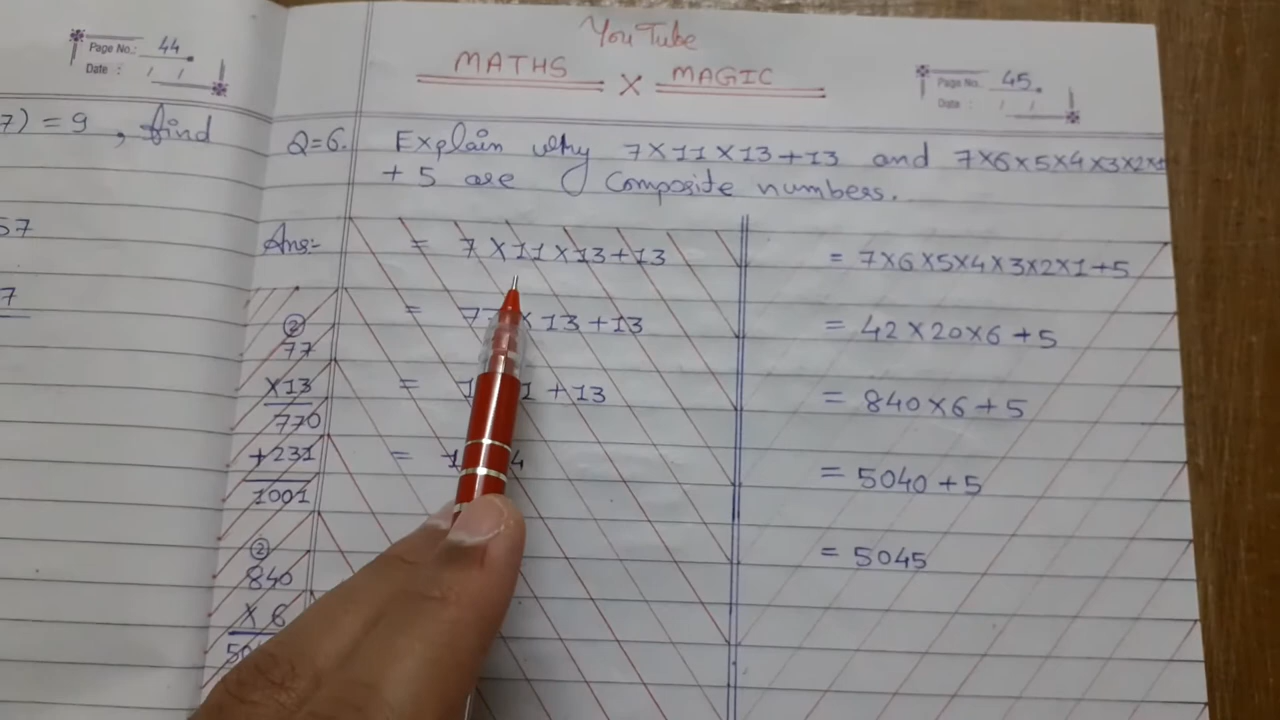 Page No.: 44.
Date : / /
7) = 9 , find
57
7
YouTube
MATHS X MAGIC
Page No. 45.
Date : / /
Q=6. Explain why 7×11×13+13 and 7×6×5×4×3×2×1
+ 5 are composite numbers.
Ans:- = 7×11×13+13
= × 13 +13
= +13
=
②
77
×13
770
+231
1001
②
840
× 6
= 7×6×5×4×3×2×1+5
= 42×20×6 +5
= 840×6+5
= 5040+5
= 5045